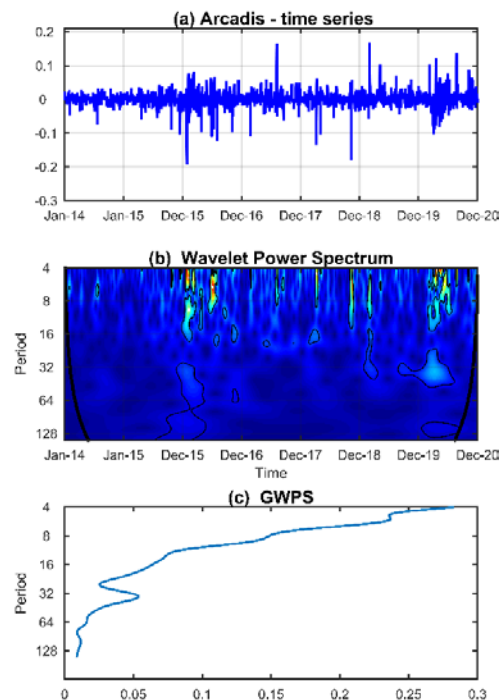 (a) Arcadis - time series
0.2
0.1
0
-0.1
-0.2
-0.3
Jan-14 Jan-15 Dec-15 Dec-16 Dec-17 Dec-18 Dec-19 Dec-20
(b) Wavelet Power Spectrum
4
8
16
32
64
128
Period
Jan-14 Jan-15 Dec-15 Dec-16 Dec-17 Dec-18 Dec-19 Dec-20
Time
(c) GWPS
4
8
16
32
64
128
Period
0 0.05 0.1 0.15 0.2 0.25 0.3